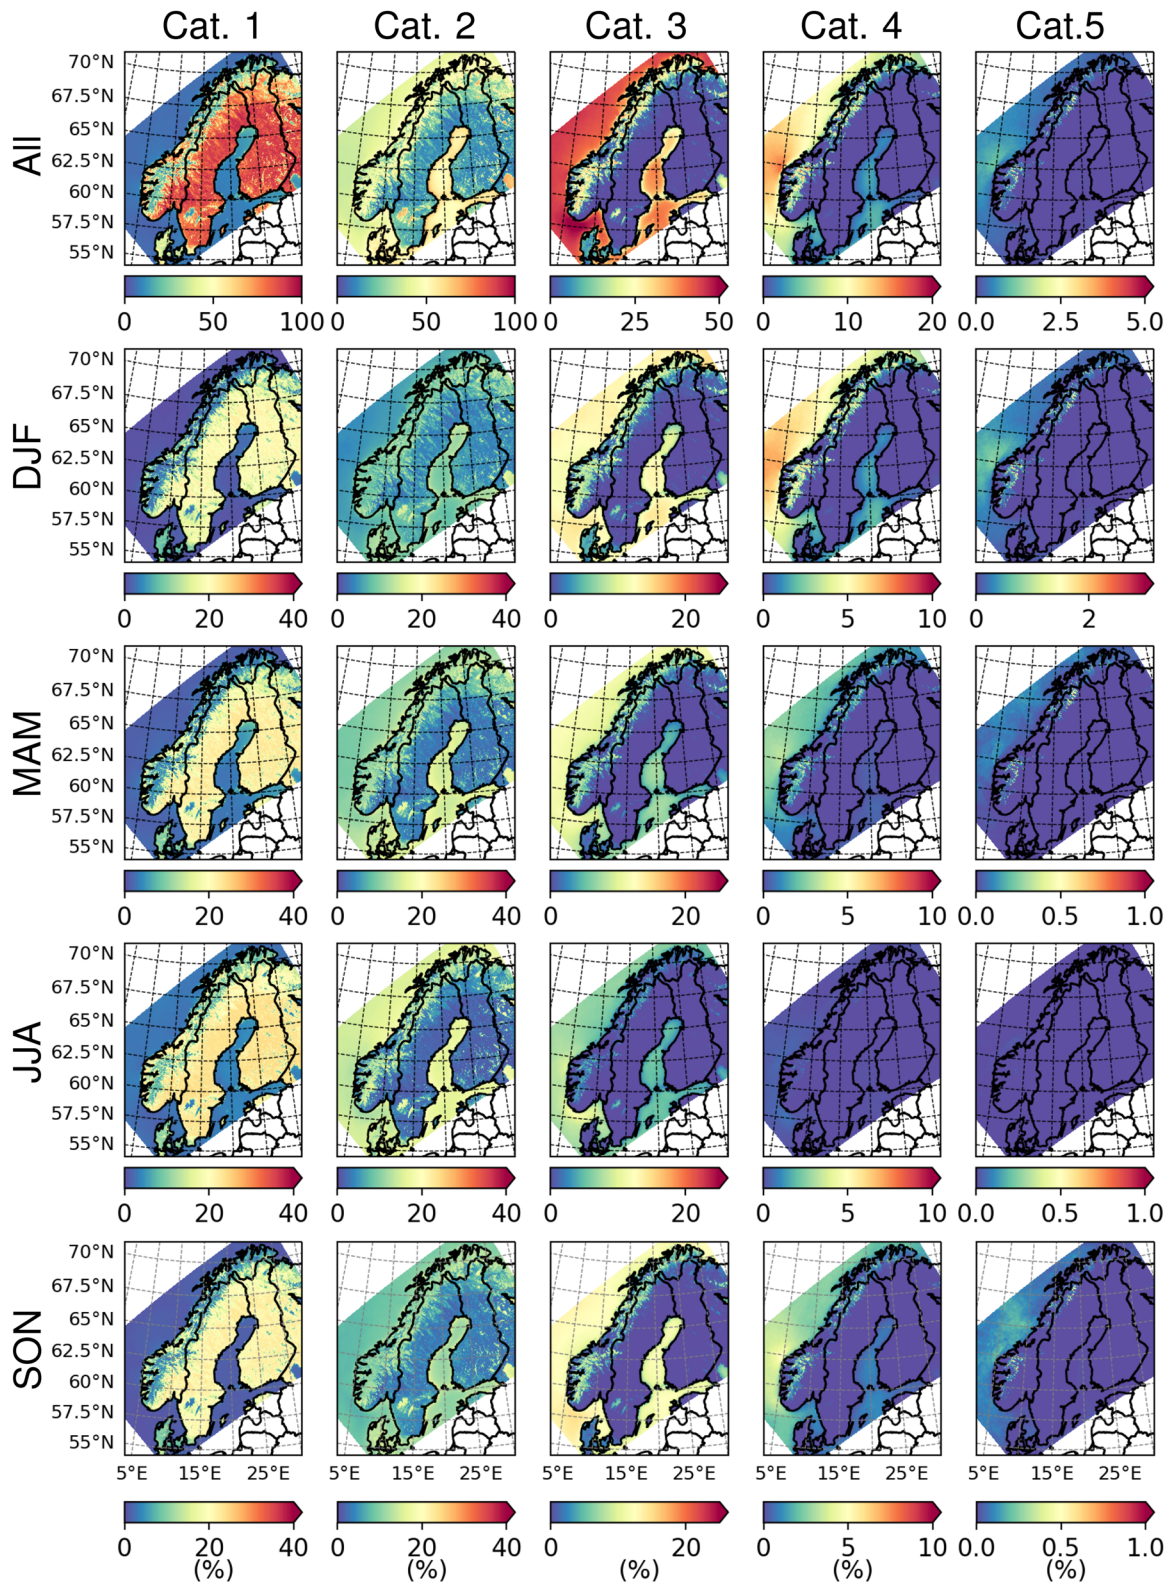 Cat. 1 Cat. 2 Cat. 3 Cat. 4 Cat.5
All
70°N
67.5°N
65°N
62.5°N
60°N
57.5°N
55°N
0 50 100 0 50 100 0 25 50 0 10 20 0.0 2.5 5.0
DJF
70°N
67.5°N
65°N
62.5°N
60°N
57.5°N
55°N
0 20 40 0 20 40 0 20 0 5 10 0 2
MAM
70°N
67.5°N
65°N
62.5°N
60°N
57.5°N
55°N
0 20 40 0 20 40 0 20 0 5 10 0.0 0.5 1.0
JJA
70°N
67.5°N
65°N
62.5°N
60°N
57.5°N
55°N
0 20 40 0 20 40 0 20 0 5 10 0.0 0.5 1.0
SON
70°N
67.5°N
65°N
62.5°N
60°N
57.5°N
55°N
5°E 15°E 25°E 5°E 15°E 25°E 5°E 15°E 25°E 5°E 15°E 25°E 5°E 15°E 25°E
0 20 40 0 20 40 0 20 0 5 10 0.0 0.5 1.0
(%) (%) (%) (%) (%)